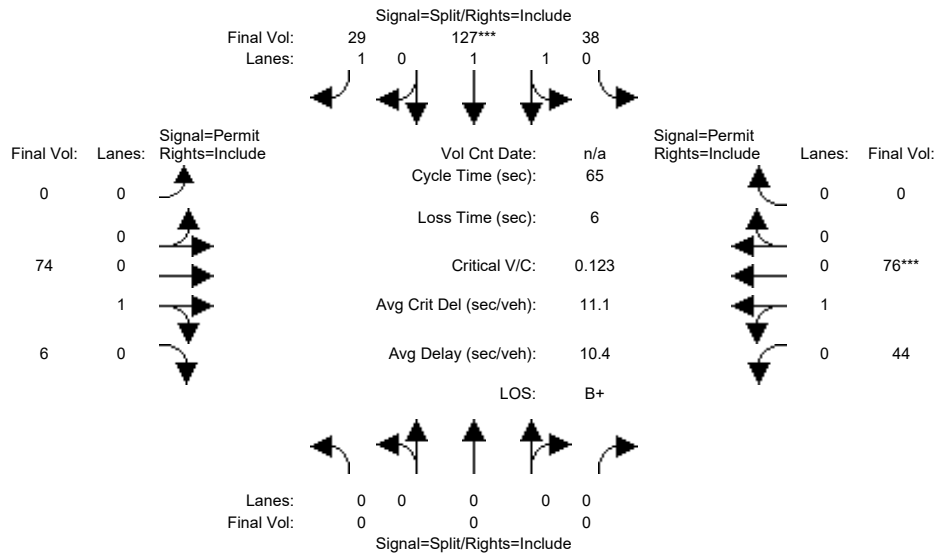 Signal=Split/Rights=Include
Final Vol: 29 127*** 38
Lanes: 1 0 1 1 0
Signal=Permit Signal=Permit
Final Vol: Lanes: Rights=Include Vol Cnt Date: n/a Rights=Include Lanes: Final Vol:
Cycle Time (sec): 65
0 0 0 0
Loss Time (sec): 6
0 0
74 0 Critical V/C: 0.123 0 76***
1 Avg Crit Del (sec/veh): 11.1 1
6 0 Avg Delay (sec/veh): 10.4 0 44
LOS: B+
Lanes: 0 0 0 0 0
Final Vol: 0 0 0
Signal=Split/Rights=Include